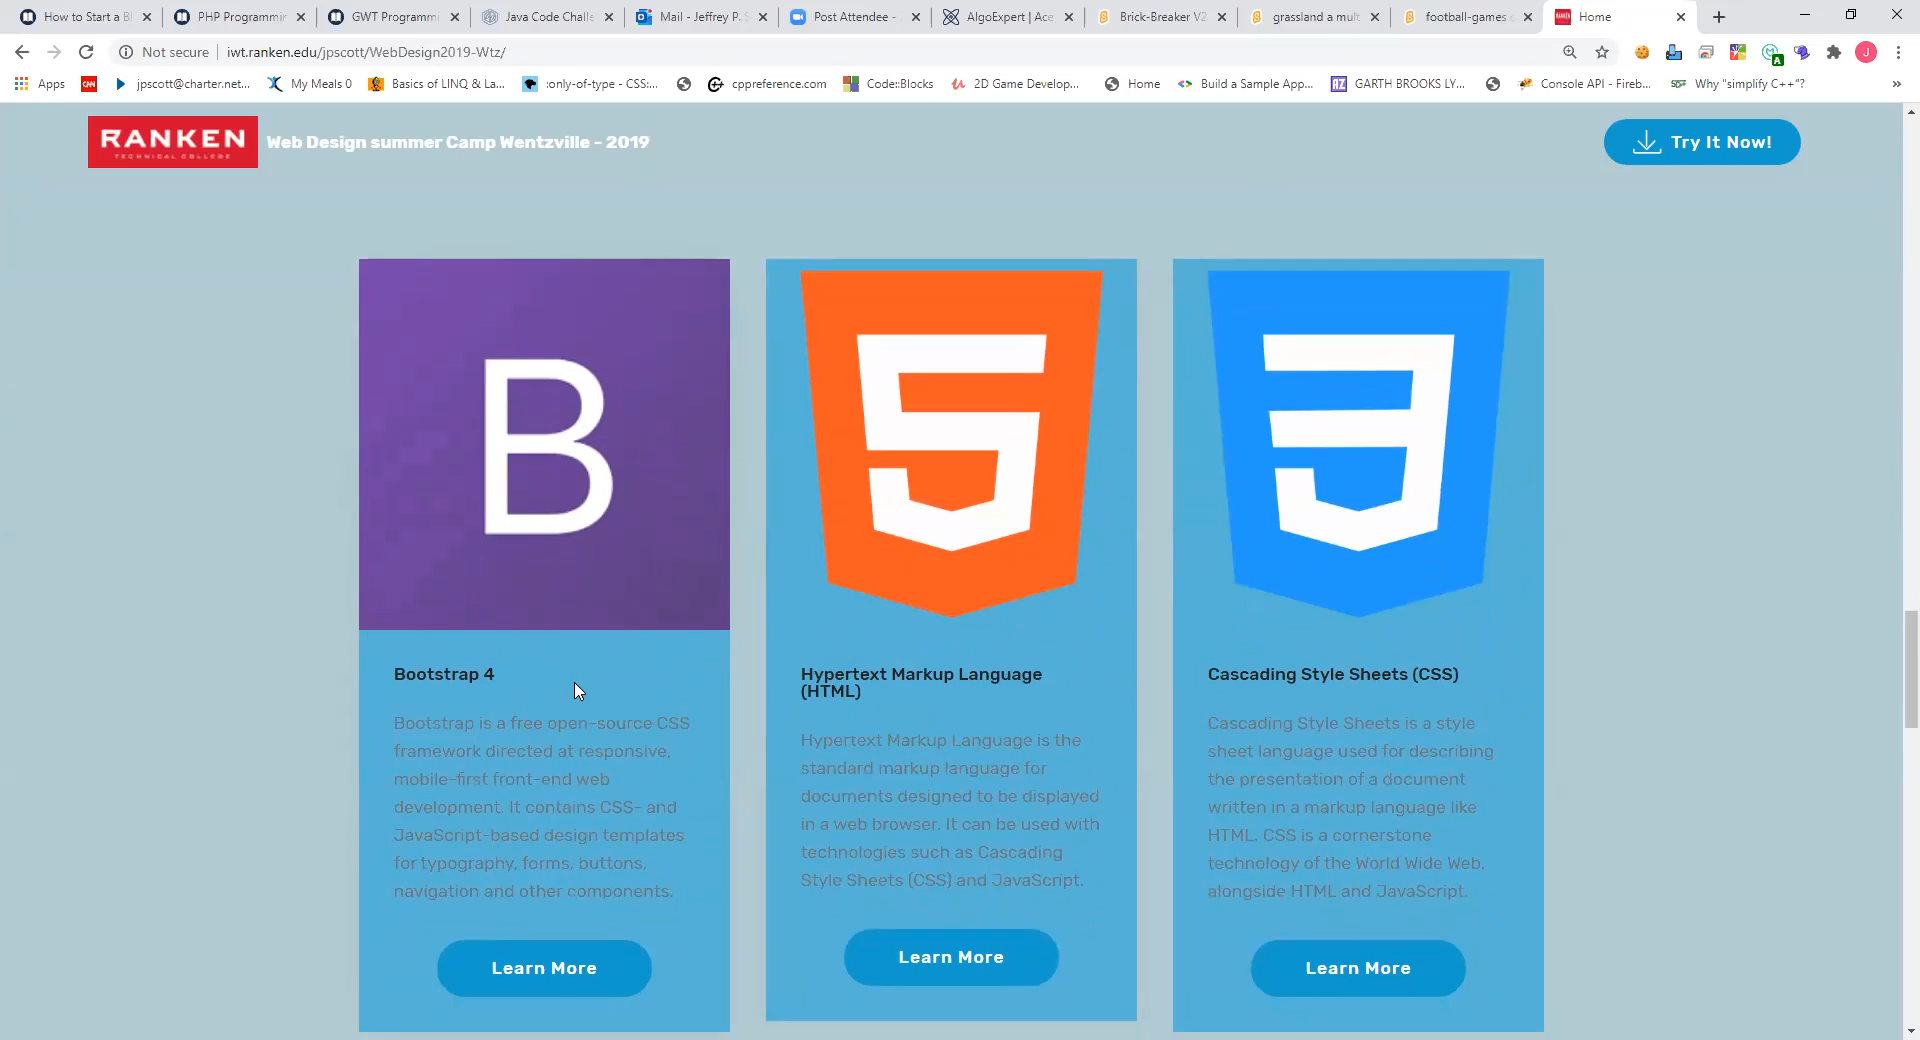 How to Start a B
PHP Programmin
GWT Programm
Java Code Chall
Mail - Jeffrey P. S
Post Attendee -
AlgoExpert | Ace
Brick-Breaker V2
grassland a mult
football-games
Home
Not secure
iwt.ranken.edu/jpscott/WebDesign2019-Wtz/
J
Apps
CNN
jpscott@charter.net...
My Meals 0
Basics of LINQ & La...
:only-of-type - CSS:...
cppreference.com
Code::Blocks
2D Game Develop...
Home
Build a Sample App...
AZ
GARTH BROOKS LY...
Console API - Fireb...
Why "simplify C++"?
RANKEN
TECHNICAL COLLEGE
Web Design summer Camp Wentzville - 2019
Try It Now!
B
5
3
Bootstrap 4
Bootstrap is a free open-source CSS
framework directed at responsive,
mobile-first front-end web
development. It contains CSS- and
JavaScript-based design templates
for typography, forms, buttons,
navigation and other components.
Learn More
Hypertext Markup Language
(HTML)
Hypertext Markup Language is the
standard markup language for
documents designed to be displayed
in a web browser. It can be used with
technologies such as Cascading
Style Sheets (CSS) and JavaScript.
Learn More
Cascading Style Sheets (CSS)
Cascading Style Sheets is a style
sheet language used for describing
the presentation of a document
written in a markup language like
HTML. CSS is a cornerstone
technology of the World Wide Web,
alongside HTML and JavaScript.
Learn More